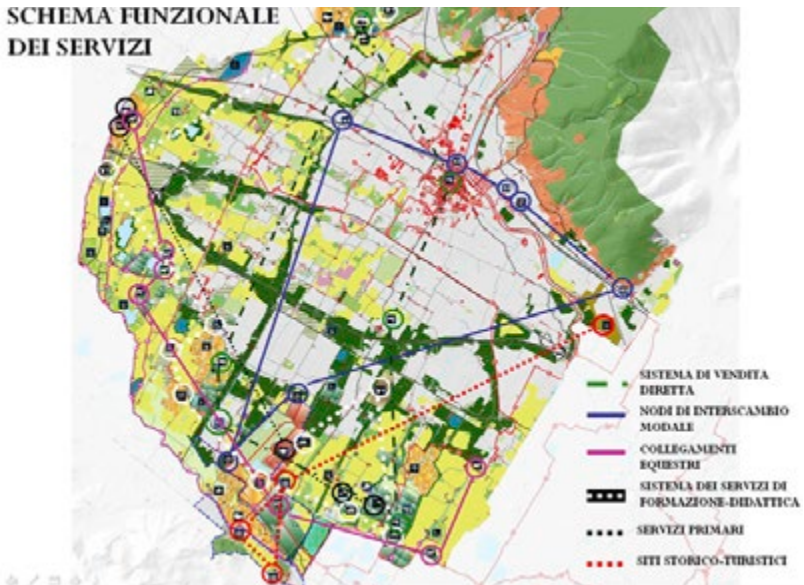 SCHEMA FUNZIONALE
DEI SERVIZI
SISTEMA DI VENDITA
DIRETTA
NODI DI INTERSCAMBIO
MODALE
COLLEGAMENTI
EQUESTRI
SISTEMA DEI SERVIZI DI
FORMAZIONE-DIDATTICA
SERVIZI PRIMARI
SITI STORICO-TURISTICI